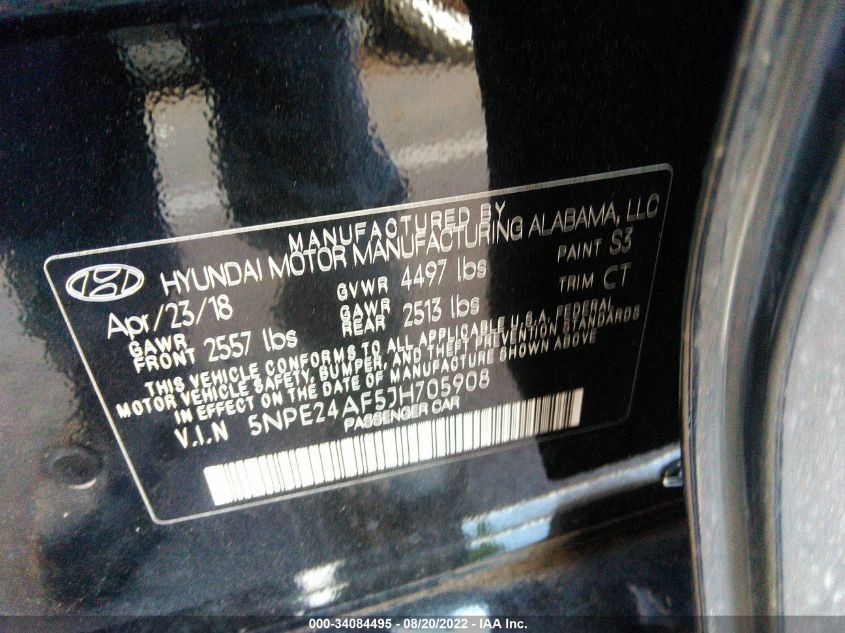 MANUFACTURED BY
HYUNDAI MOTOR MANUFACTURING ALABAMA, LLC
Apr/23/18 GVWR 4497 lbs PAINT S3
GAWR FRONT 2557 lbs GAWR REAR 2513 lbs TRIM CT
THIS VEHICLE CONFORMS TO ALL APPLICABLE U.S.A. FEDERAL
MOTOR VEHICLE SAFETY, BUMPER, AND THEFT PREVENTION STANDARDS
IN EFFECT ON THE DATE OF MANUFACTURE SHOWN ABOVE
V.I.N 5NPE24AF5JH705908
PASSENGER CAR
000-34084495 - 08/20/2022 - IAA Inc.